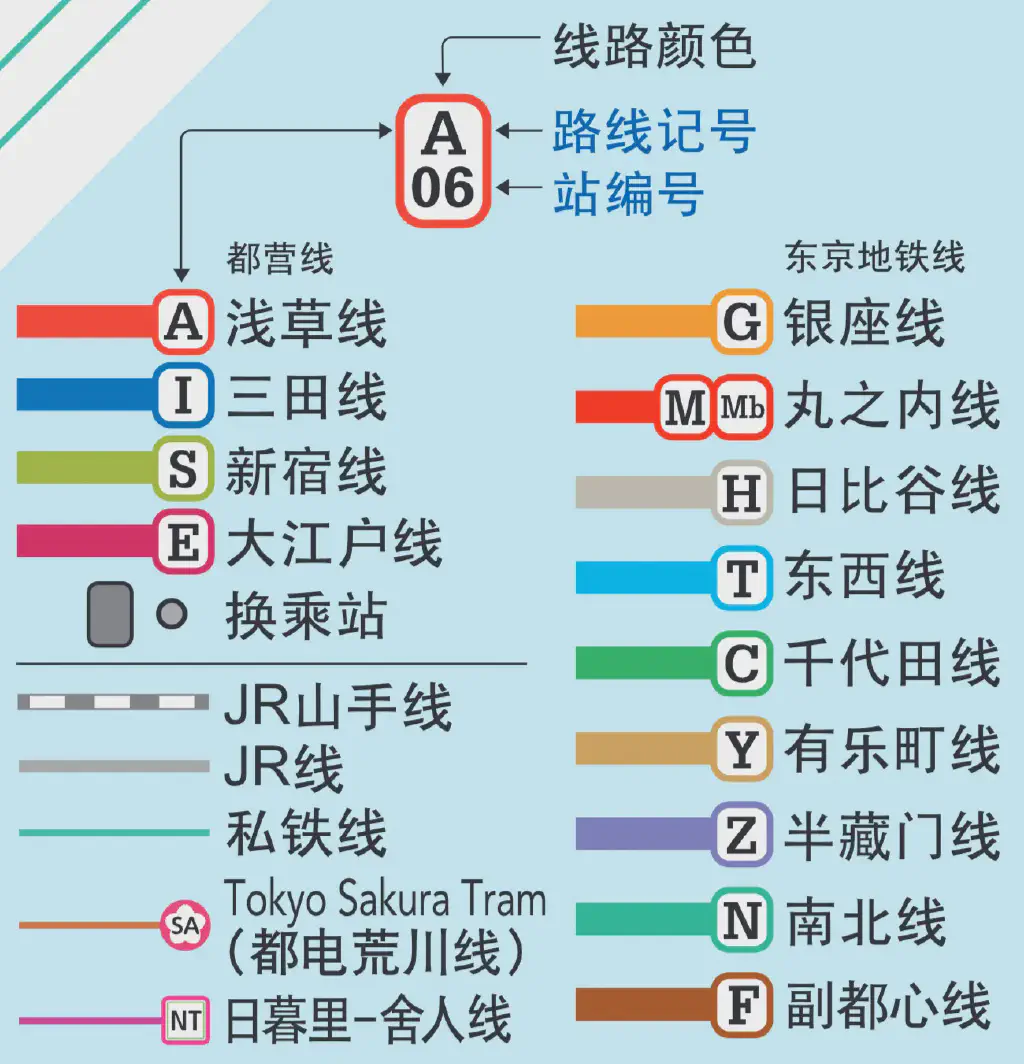 线路颜色
A
路线记号
06
站编号
都营线
A 浅草线
I 三田线
S 新宿线
E 大江户线
换乘站
JR山手线
JR线
私铁线
SA Tokyo Sakura Tram
（都电荒川线）
NT 日暮里-舍人线
东京地铁线
G 银座线
M Mb 丸之内线
H 日比谷线
T 东西线
C 千代田线
Y 有乐町线
Z 半藏门线
N 南北线
F 副都心线